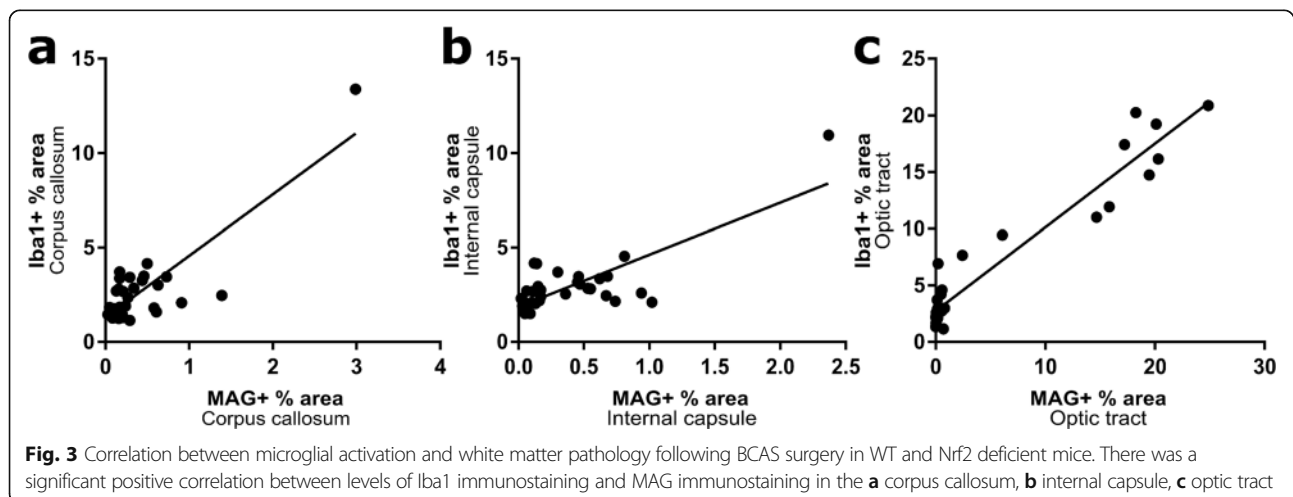 a
15
10
5
0
Iba1+ % area
Corpus callosum
0
1
2
3
4
MAG+ % area
Corpus callosum
b
15
10
5
0
Iba1+ % area
Internal capsule
0.0
0.5
1.0
1.5
2.0
2.5
MAG+ % area
Internal capsule
c
25
20
15
10
5
0
Iba1+ % area
Optic tract
0
10
20
30
MAG+ % area
Optic tract
Fig. 3 Correlation between microglial activation and white matter pathology following BCAS surgery in WT and Nrf2 deficient mice. There was a
significant positive correlation between levels of Iba1 immunostaining and MAG immunostaining in the a corpus callosum, b internal capsule, c optic tract